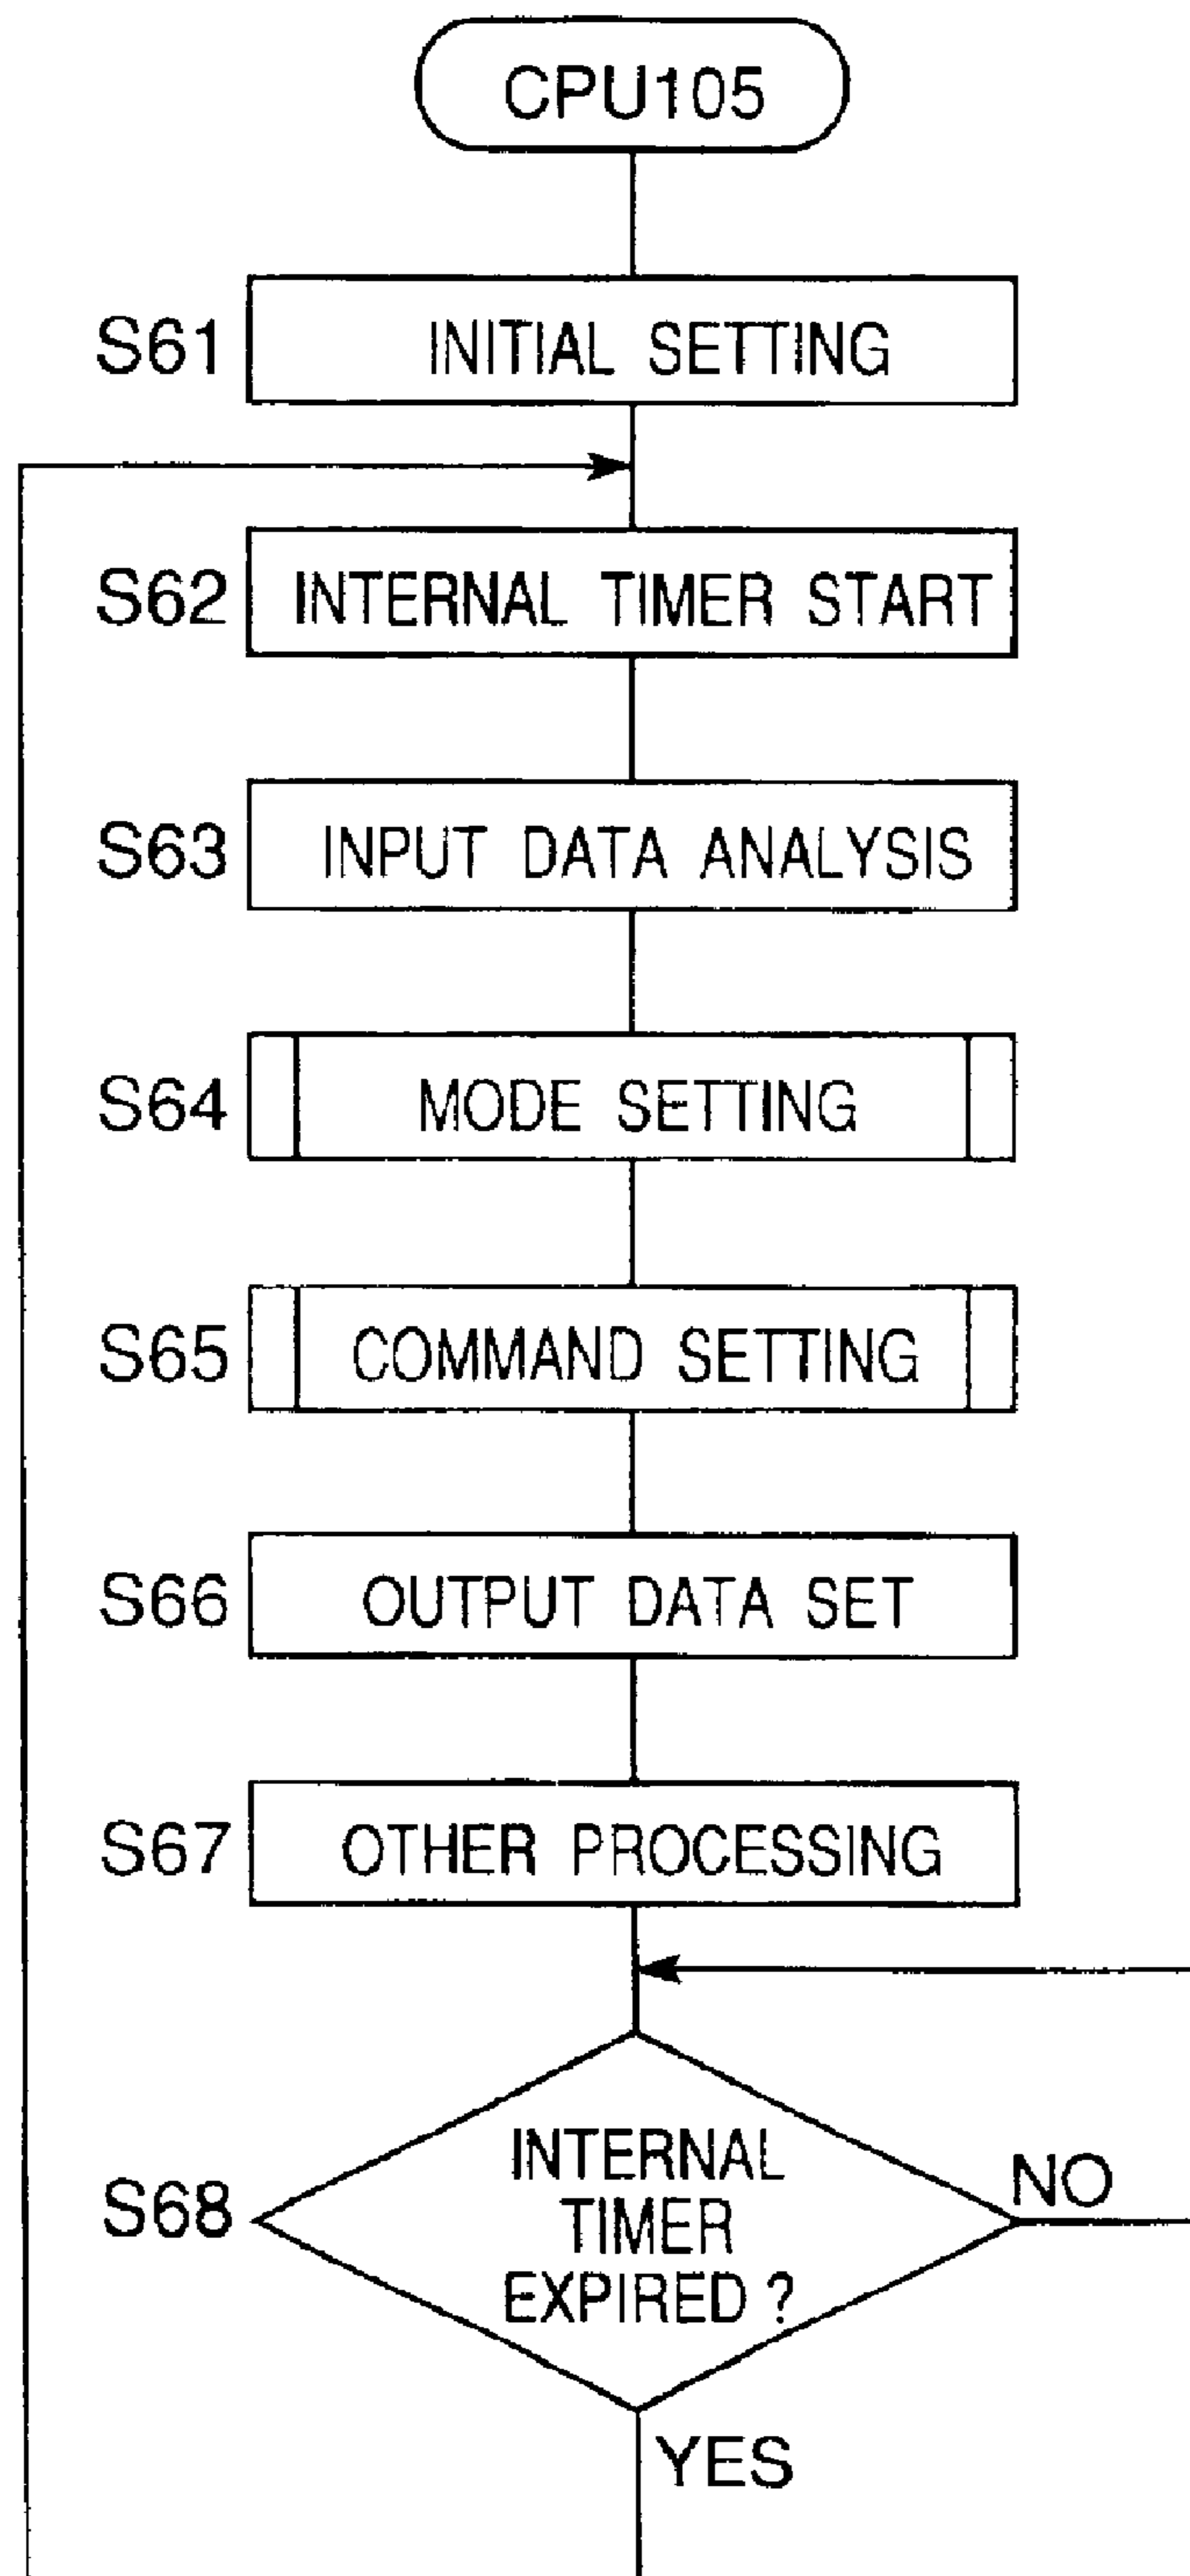 CPU105
S61 INITIAL SETTING
S62 INTERNAL TIMER START
S63 INPUT DATA ANALYSIS
S64 MODE SETTING
S65 COMMAND SETTING
S66 OUTPUT DATA SET
S67 OTHER PROCESSING
INTERNAL
S68 TIMER NO
EXPIRED ?
YES